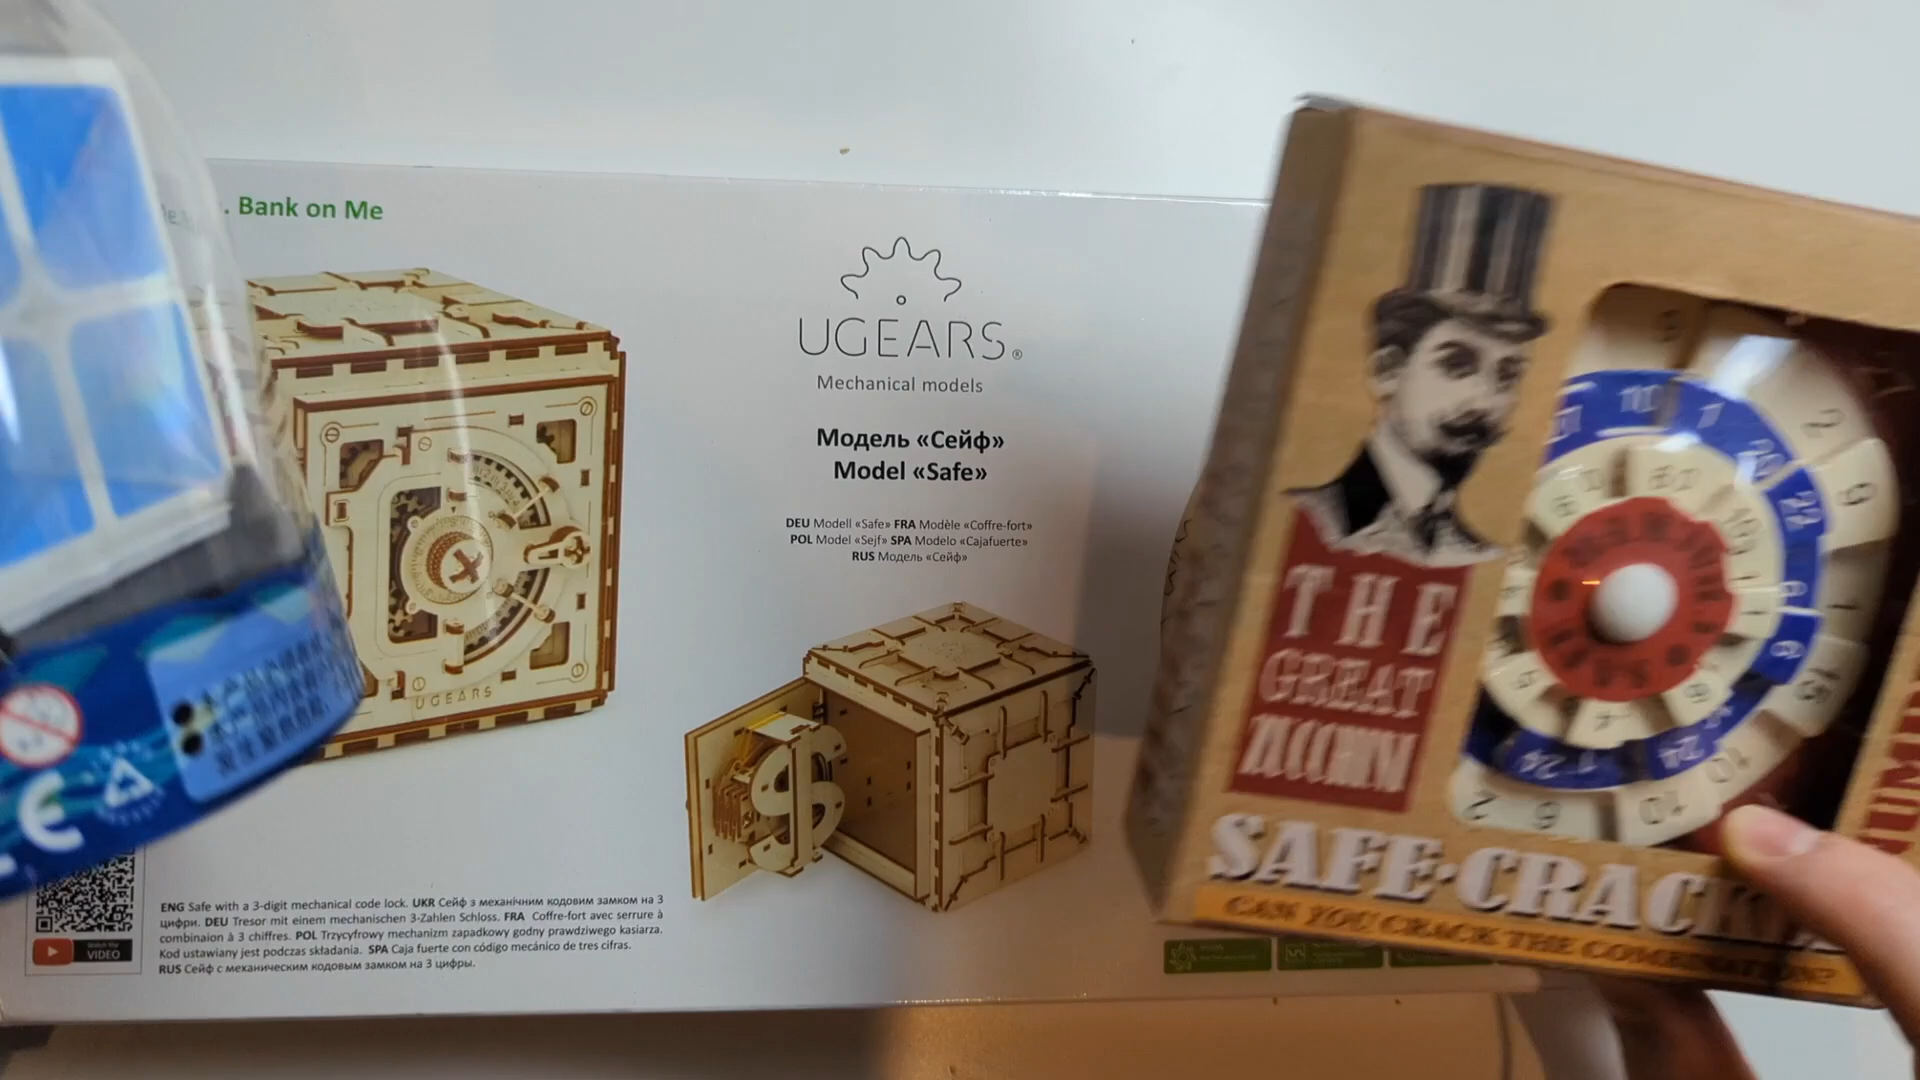 . Bank on Me
UGEARS®
Mechanical models
Модель «Сейф»
Model «Safe»
DEU Modell «Safe» FRA Modèle «Coffre-fort»
POL Model «Sejf» SPA Modelo «Cajafuerte»
RUS Модель «Сейф»
UGEARS
ENG Safe with a 3-digit mechanical code lock. UKR Сейф з механічним кодовим замком на 3
цифри. DEU Tresor mit einem mechanischen 3-Zahlen Schloss. FRA Coffre-fort avec serrure à
combinaion à 3 chiffres. POL Trzycyfrowy mechanizm zapadkowy godny prawdziwego kasiarza.
Kod ustawiany jest podczas składania. SPA Caja fuerte con código mecánico de tres cifras.
RUS Сейф с механическим кодовым замком на 3 цифры.
VIDEO
CE
THE
GREAT
SAFE·CRACK
CAN YOU CRACK THE COMBINATION?